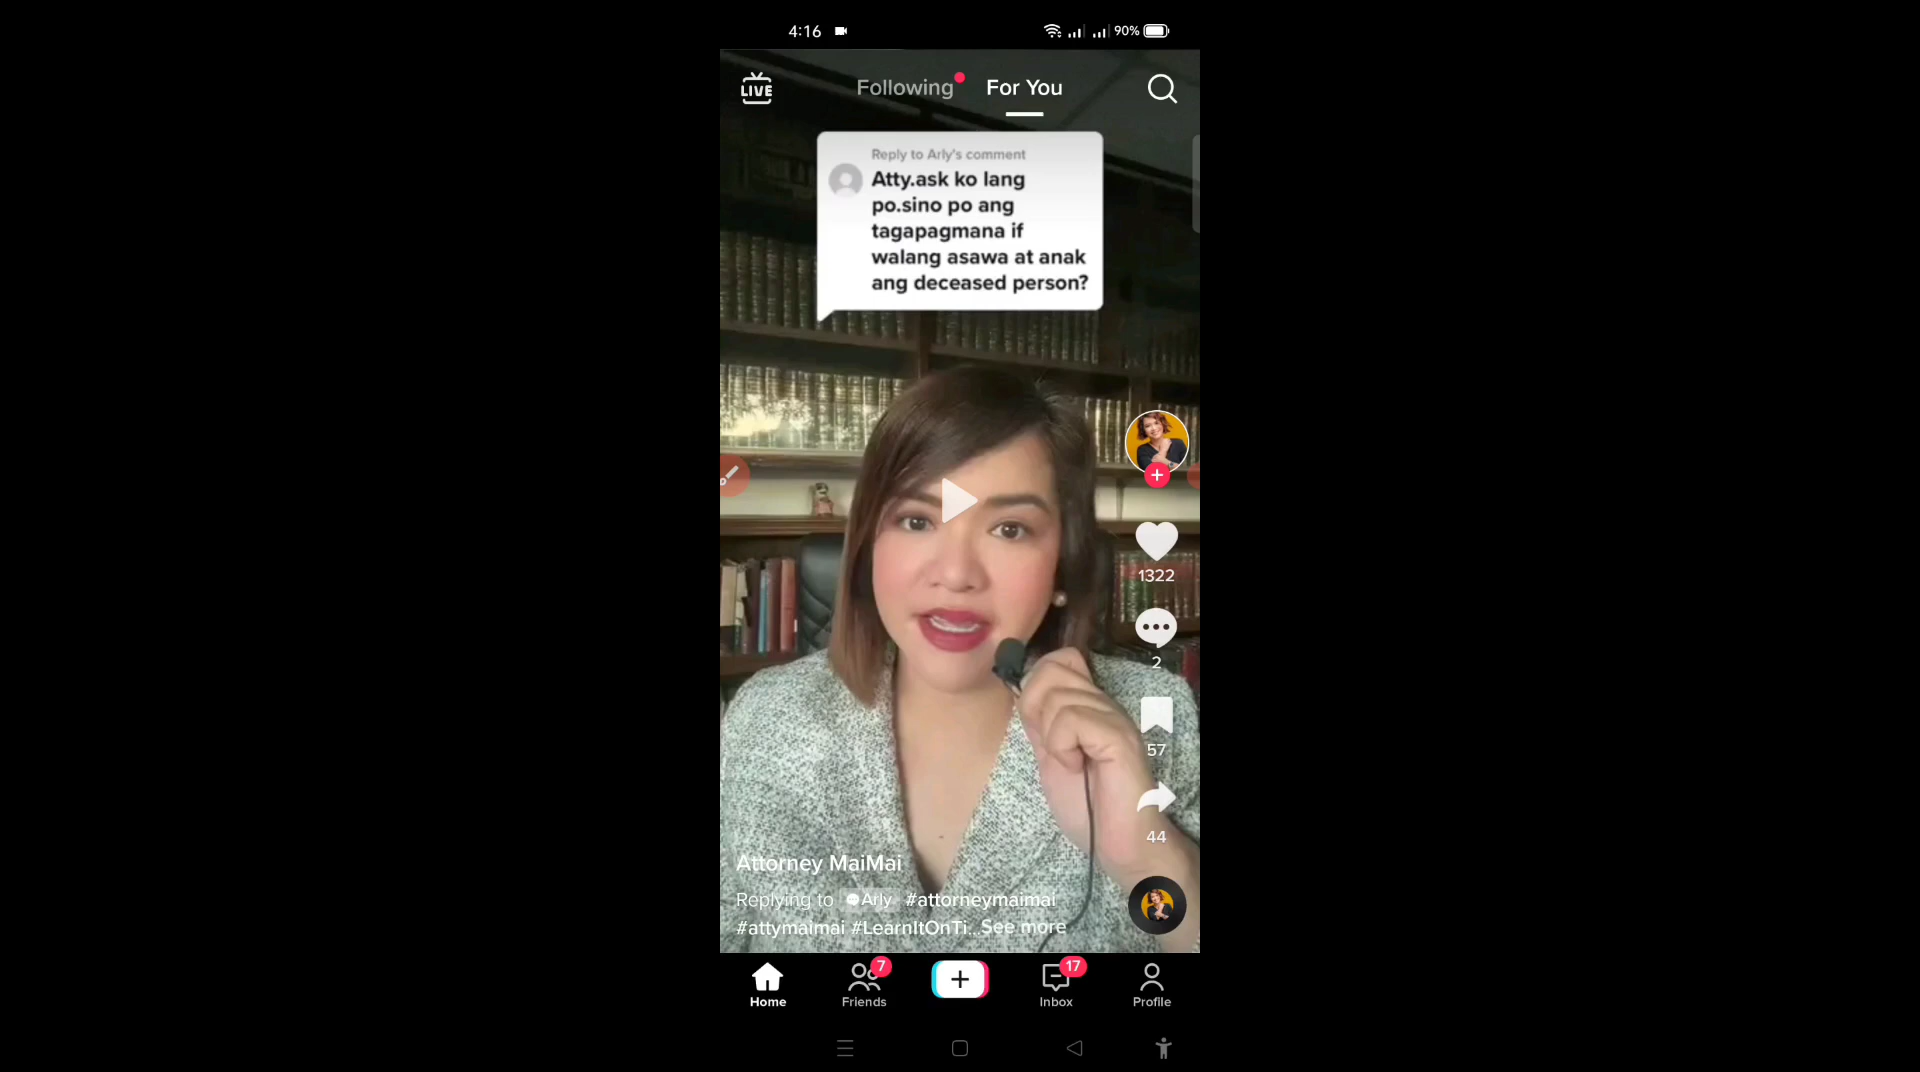 4:16
90%
LIVE
Following
For You
Reply to Arly's comment
Atty.ask ko lang
po.sino po ang
tagapagmana if
walang asawa at anak
ang deceased person?
1322
2
57
44
Attorney MaiMai
Replying to Arly #attorneymaimai
#attymaimai #LearnItOnTi...See more
7
17
Home
Friends
Inbox
Profile